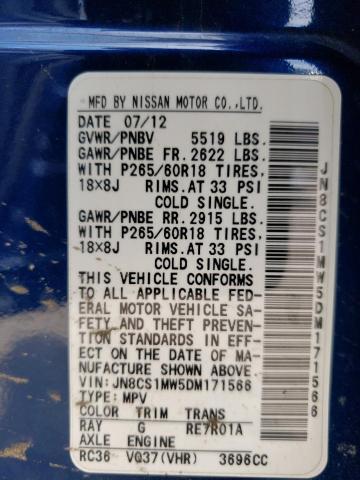 MFD BY NISSAN MOTOR CO.,LTD.
DATE 07/12
GVWR/PNBV 5519 LBS.
GAWR/PNBE FR. 2622 LBS.
WITH P265/60R18 TIRES,
18X8J RIMS.AT 33 PSI
COLD SINGLE.
GAWR/PNBE RR. 2915 LBS.
WITH P265/60R18 TIRES,
18X8J RIMS.AT 33 PSI
COLD SINGLE.
THIS VEHICLE CONFORMS
TO ALL APPLICABLE FED-
ERAL MOTOR VEHICLE SA-
FETY AND THEFT PREVEN-
TION STANDARDS IN EFF-
ECT ON THE DATE OF MA-
NUFACTURE SHOWN ABOVE.
VIN:JN8CS1MW5DM171566
TYPE: MPV
COLOR TRIM TRANS
RAY G RE7R01A
AXLE ENGINE
RC36 VQ37(VHR) 3696CC
JN8CS1MW5DM171566